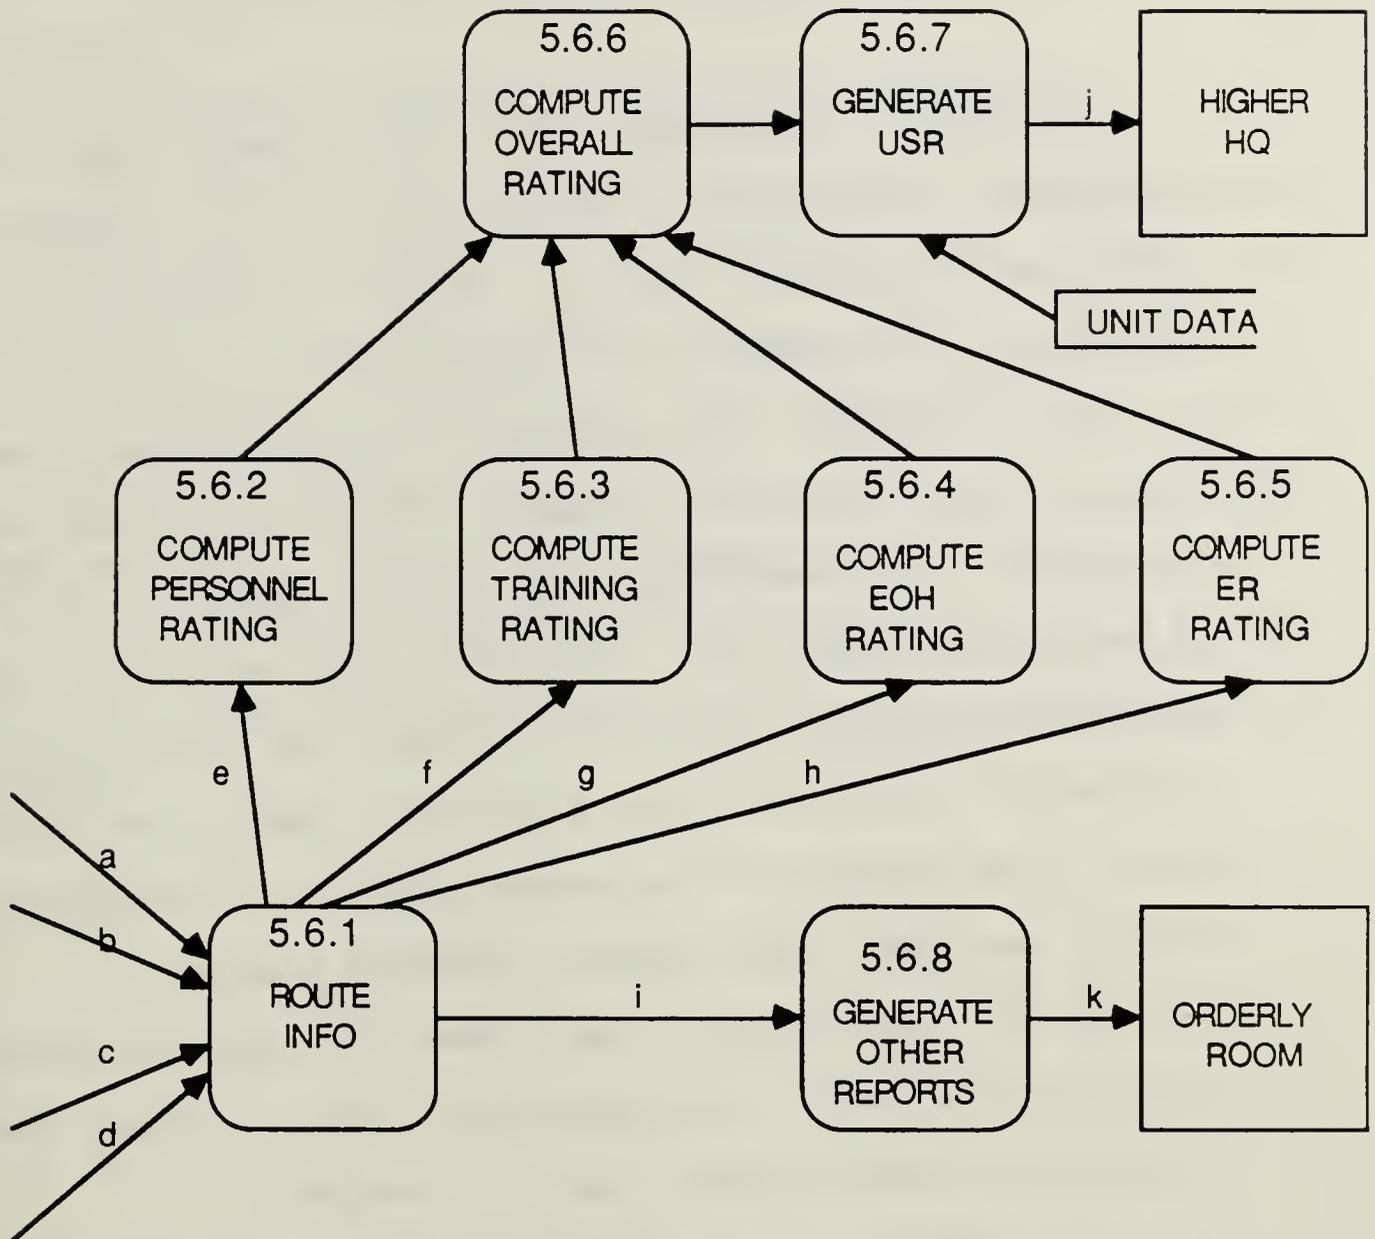 5.6.6
COMPUTE
OVERALL
RATING
5.6.7
GENERATE
USR
j
HIGHER
HQ
UNIT DATA
5.6.2
COMPUTE
PERSONNEL
RATING
5.6.3
COMPUTE
TRAINING
RATING
5.6.4
COMPUTE
EOH
RATING
5.6.5
COMPUTE
ER
RATING
e
f
g
h
a
b
c
d
5.6.1
ROUTE
INFO
i
5.6.8
GENERATE
OTHER
REPORTS
k
ORDERLY
ROOM